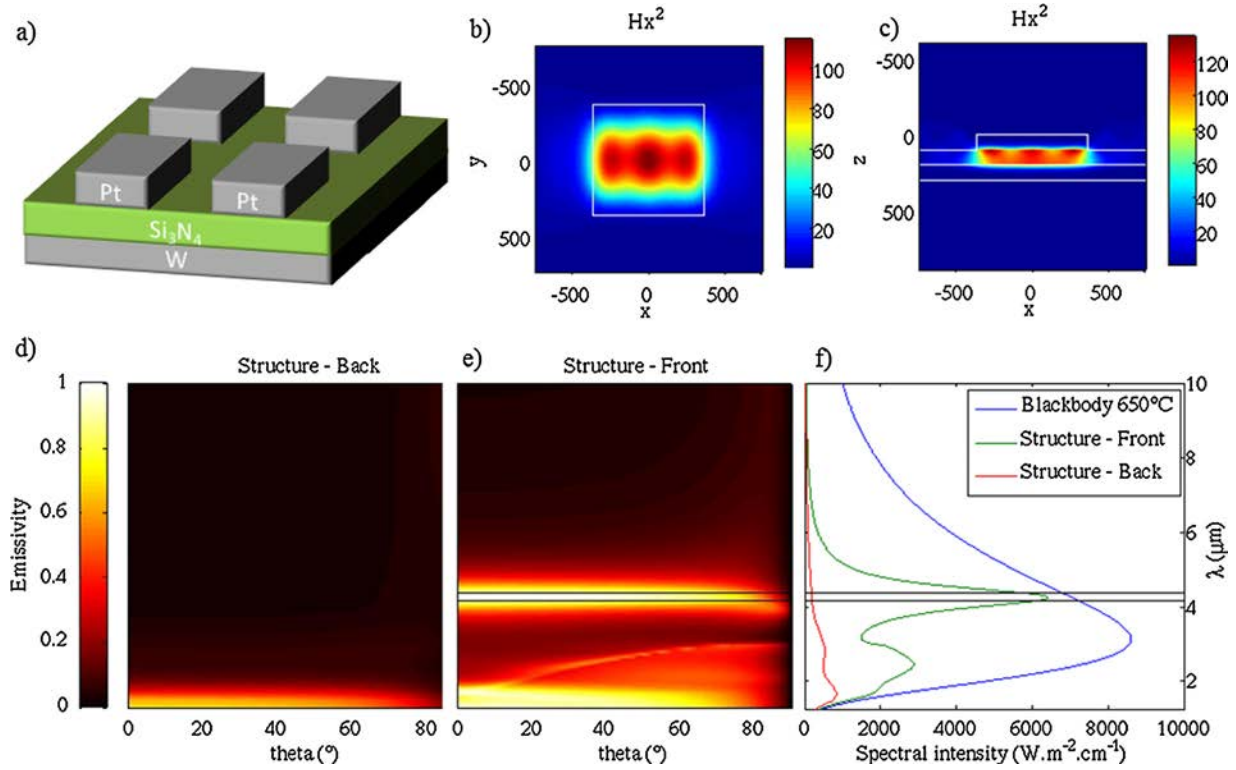 a)
Pt
Pt
Si₃N₄
W
b)
Hx²
-500
0
500
y
-500 0 500
x
100
80
60
40
20
c)
Hx²
-500
0
500
z
-500 0 500
x
120
100
80
60
40
20
d)
Structure - Back
1
0.8
0.6
0.4
0.2
0
Emissivity
0 20 40 60 80
theta (°)
e)
Structure - Front
0 20 40 60 80
theta (°)
f)
Blackbody 650°C
Structure - Front
Structure - Back
10
8
6
4
2
λ (μm)
0 2000 4000 6000 8000 10000
Spectral intensity (W.m⁻².cm⁻¹)